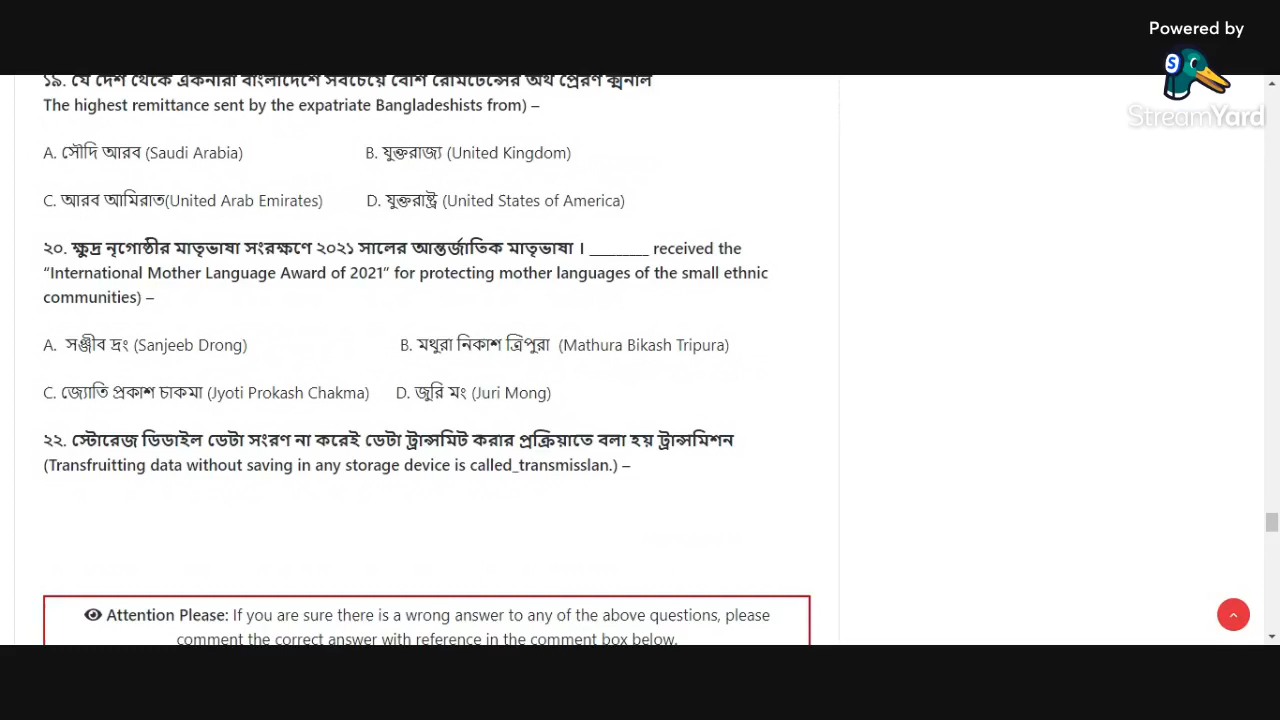 Powered by
S
StreamYard
১৯. যে দেশ থেকে একনারা বাংলাদেশে সবচেয়ে বেশি রেমিটেন্সের অর্থ প্রেরণ
The highest remittance sent by the expatriate Bangladeshists from) –
A. সৌদি আরব (Saudi Arabia) B. যুক্তরাজ্য (United Kingdom)
C. আরব আমিরাত(United Arab Emirates) D. যুক্তরাষ্ট্র (United States of America)
২০. ক্ষুদ্র নৃগোষ্ঠীর মাতৃভাষা সংরক্ষণে ২০২১ সালের আন্তর্জাতিক মাতৃভাষা । ________ received the
“International Mother Language Award of 2021” for protecting mother languages of the small ethnic
communities) –
A. সঞ্জীব দ্রং (Sanjeeb Drong) B. মথুরা নিকাশ ত্রিপুরা (Mathura Bikash Tripura)
C. জ্যোতি প্রকাশ চাকমা (Jyoti Prokash Chakma) D. জুরি মং (Juri Mong)
২২. স্টোরেজ ডিডাইল ডেটা সংরণ না করেই ডেটা ট্রান্সমিট করার প্রক্রিয়াতে বলা হয় ট্রান্সমিশন
(Transfruitting data without saving in any storage device is called_transmisslan.) –
Attention Please: If you are sure there is a wrong answer to any of the above questions, please
comment the correct answer with reference in the comment box below.